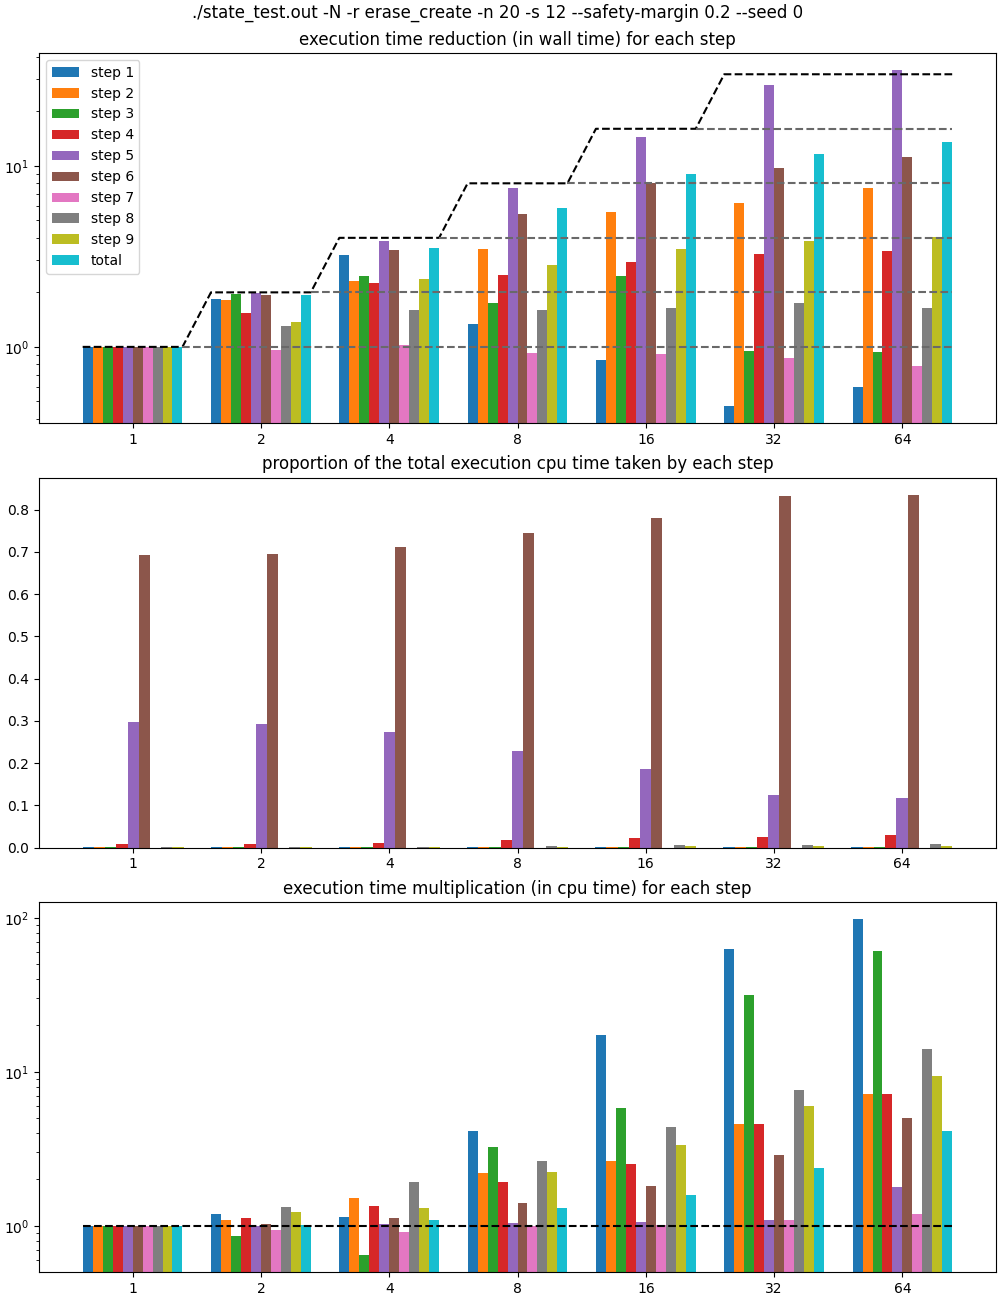 ./state_test.out -N -r erase_create -n 20 -s 12 --safety-margin 0.2 --seed 0
execution time reduction (in wall time) for each step
step 1
step 2
step 3
step 4
step 5
step 6
step 7
step 8
step 9
total
10¹
10⁰
1 2 4 8 16 32 64
proportion of the total execution cpu time taken by each step
0.8
0.7
0.6
0.5
0.4
0.3
0.2
0.1
0.0
1 2 4 8 16 32 64
execution time multiplication (in cpu time) for each step
10²
10¹
10⁰
1 2 4 8 16 32 64